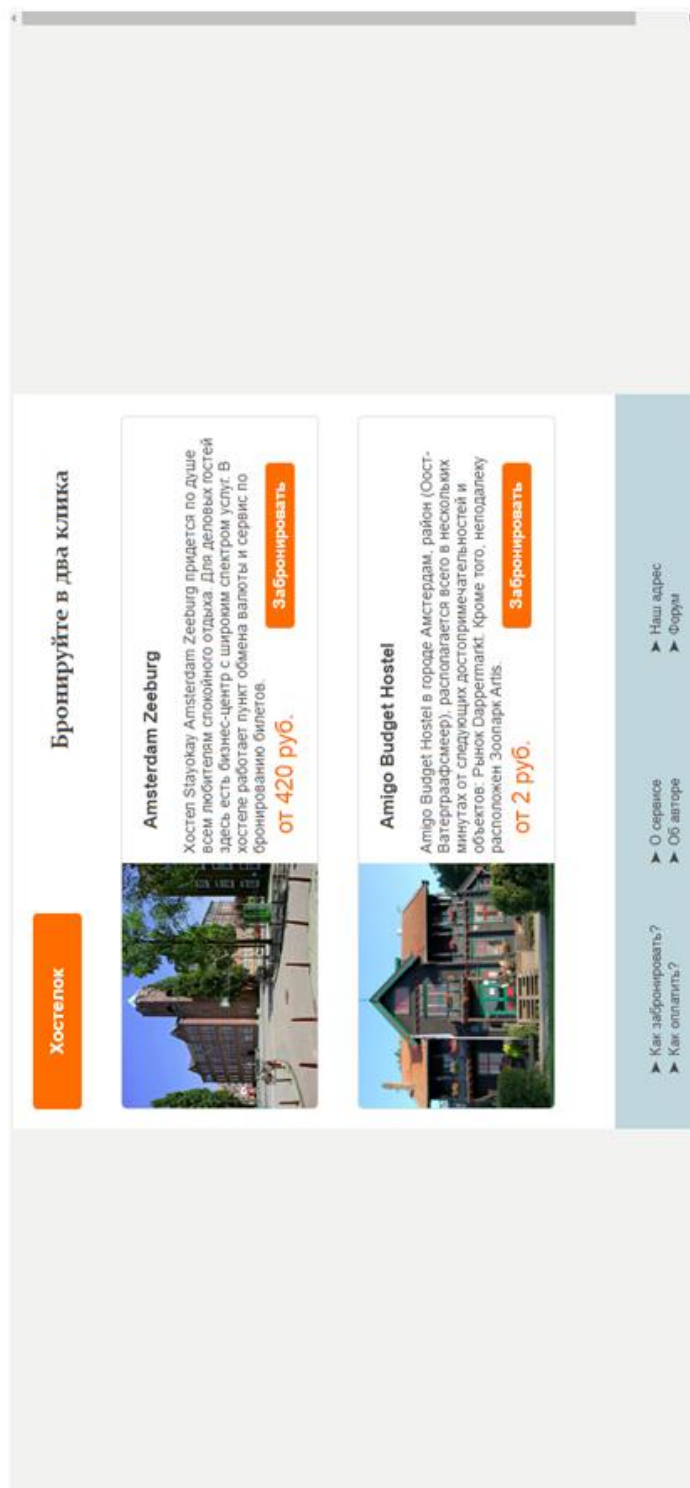 Хостелок
Бронируйте в два клика
Amsterdam Zeeburg
Хостел Stayokay Amsterdam Zeeburg придется по душе
всем любителям спокойного отдыха. Для деловых гостей
здесь есть бизнес-центр с широким спектром услуг. В
хостеле работает пункт обмена валюты и сервис по
бронированию билетов.
от 420 руб.
Забронировать
Amigo Budget Hostel
Amigo Budget Hostel в городе Амстердам, район (Оост-
Ватерграафсмеер), располагается всего в нескольких
минутах от следующих достопримечательностей и
объектов: Рынок Dappermarkt. Кроме того, неподалеку
расположен Зоопарк Artis.
от 2 руб.
Забронировать
➤ Как забронировать?
➤ Как оплатить?
➤ О сервисе
➤ Об авторе
➤ Наш адрес
➤ Форум